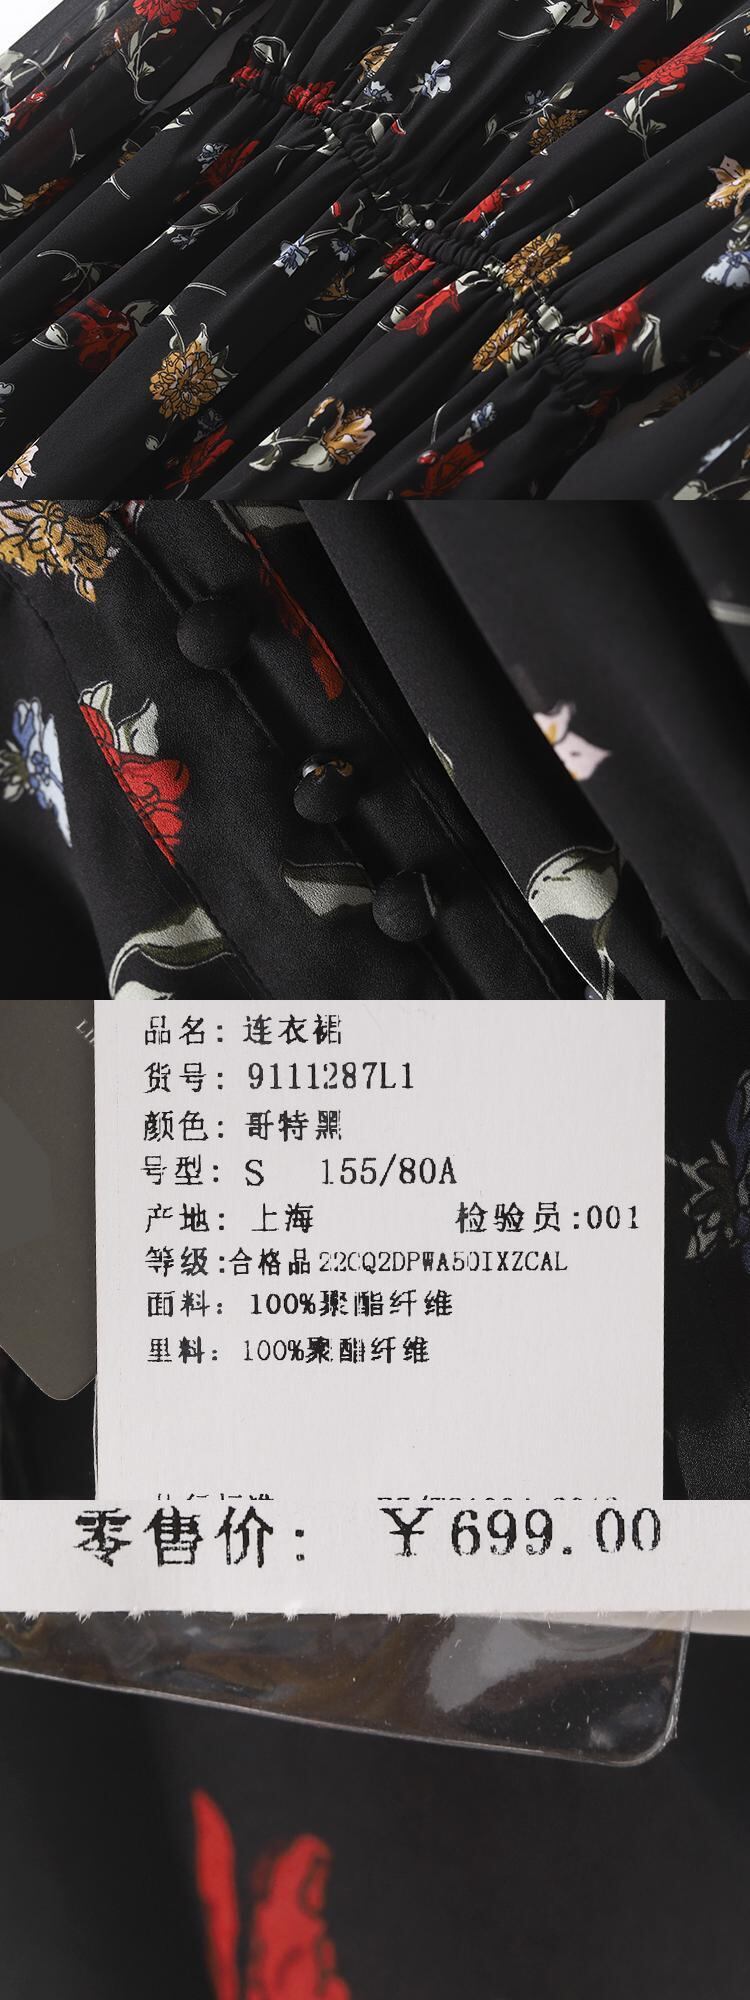 品名: 连衣裙
货号: 9111287L1
颜色: 哥特黑
号型: S 155/80A
产地: 上海 检验员:001
等级:合格品 22CQ2DPWA50IXZCAL
面料: 100%聚酯纤维
里料: 100%聚酯纤维
零售价: ￥699.00